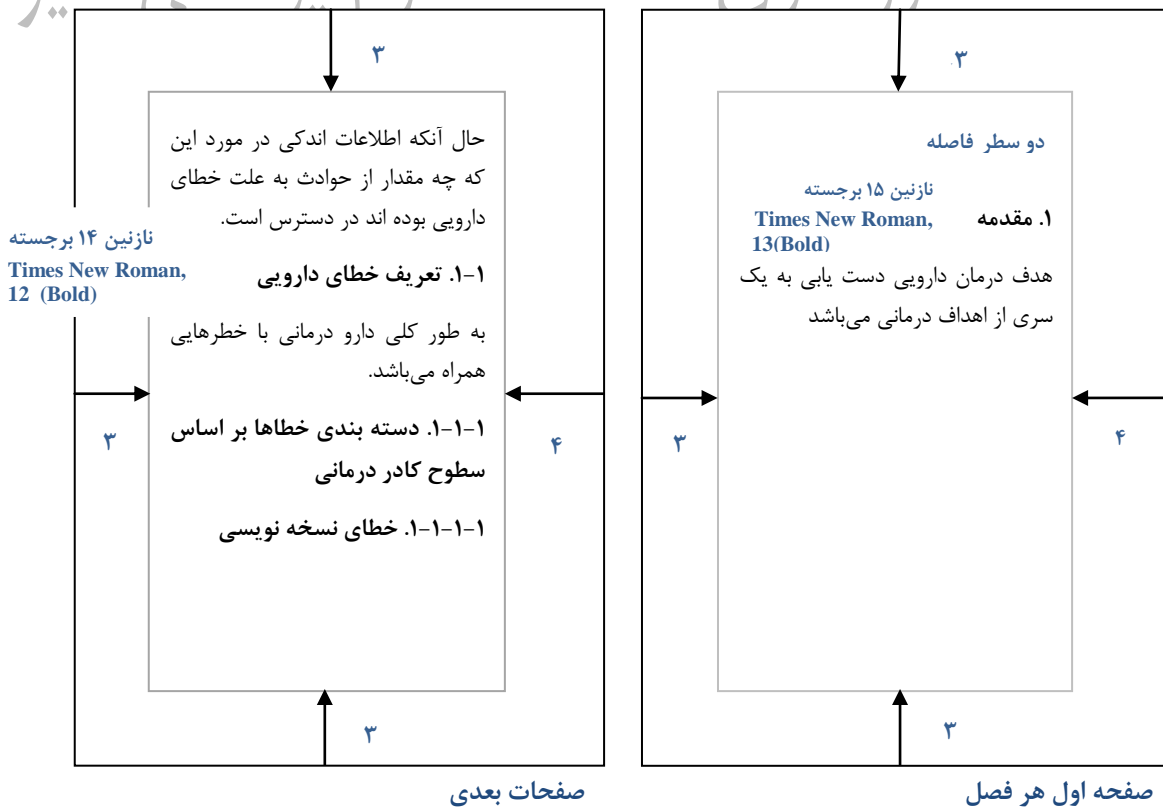 ۳
دو سطر فاصله
نازنین ۱۵ برجسته
۱. مقدمه Times New Roman,
13(Bold)
هدف درمان دارویی دست یابی به یک
سری از اهداف درمانی می‌باشد
۴
۳
۳
صفحه اول هر فصل
۳
حال آنکه اطلاعات اندکی در مورد این
که چه مقدار از حوادث به علت خطای
دارویی بوده اند در دسترس است.
نازنین ۱۴ برجسته
Times New Roman,
12 (Bold)
۱-۱. تعریف خطای دارویی
به طور کلی دارو درمانی با خطرهایی
همراه می‌باشد.
۱-۱-۱. دسته بندی خطاها بر اساس
سطوح کادر درمانی
۱-۱-۱-۱. خطای نسخه نویسی
۴
۳
۳
صفحات بعدی